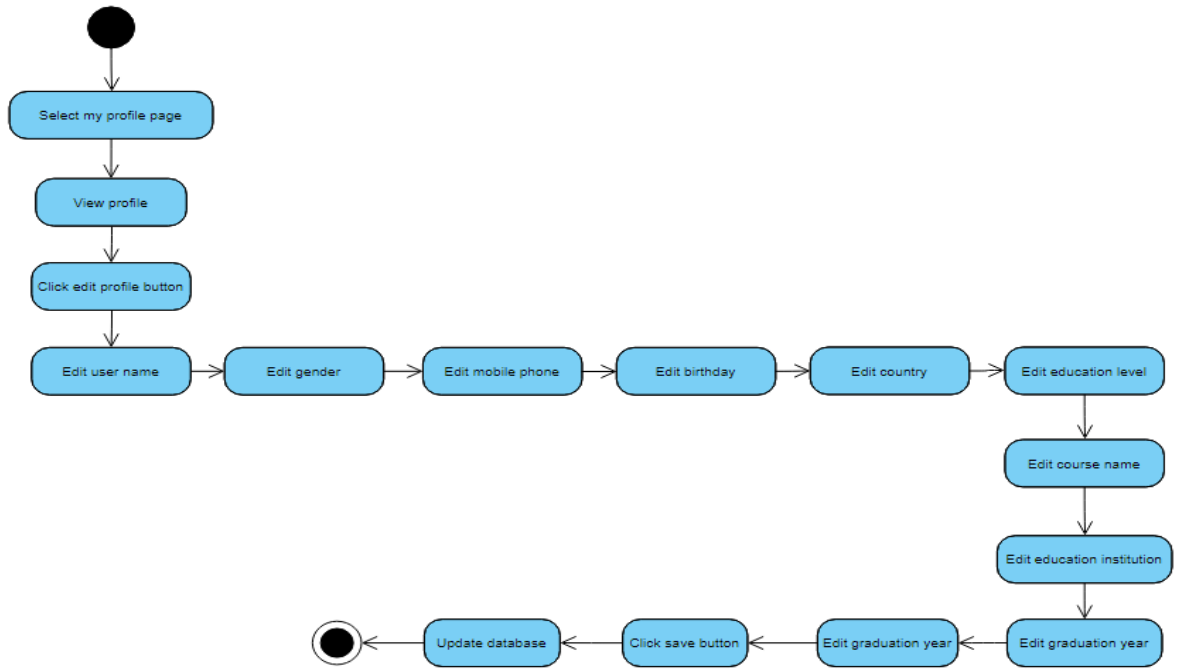 Select my profile page
View profile
Click edit profile button
Edit user name
Edit gender
Edit mobile phone
Edit birthday
Edit country
Edit education level
Edit course name
Edit education institution
Edit graduation year
Edit graduation year
Click save button
Update database